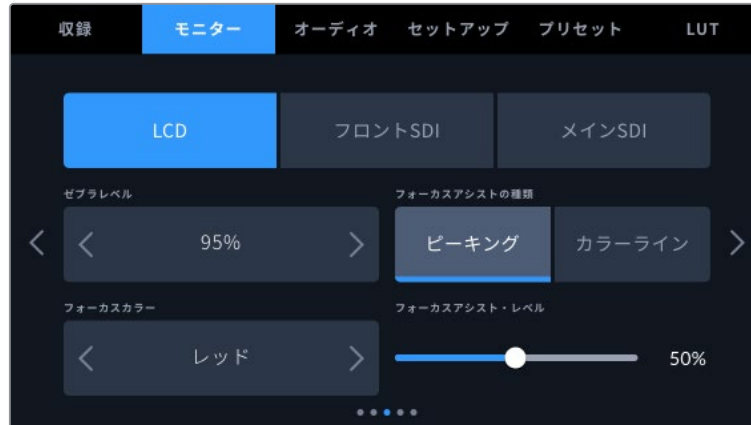 収録 モニター オーディオ セットアップ プリセット LUT
LCD フロントSDI メインSDI
ゼブラレベル フォーカスアシストの種類
95% ピーキング カラーライン
フォーカスカラー フォーカスアシスト・レベル
レッド 50%